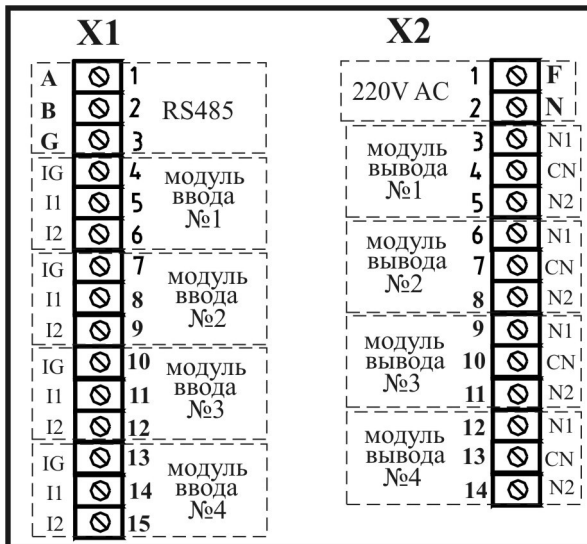 X1
A 1
B 2 RS485
G 3
IG 4 модуль
I1 5 ввода
I2 6 №1
IG 7 модуль
I1 8 ввода
I2 9 №2
IG 10 модуль
I1 11 ввода
I2 12 №3
IG 13 модуль
I1 14 ввода
I2 15 №4
X2
220V AC 1 F
2 N
модуль 3 N1
вывода 4 CN
№1 5 N2
модуль 6 N1
вывода 7 CN
№2 8 N2
модуль 9 N1
вывода 10 CN
№3 11 N2
модуль 12 N1
вывода 13 CN
№4 14 N2